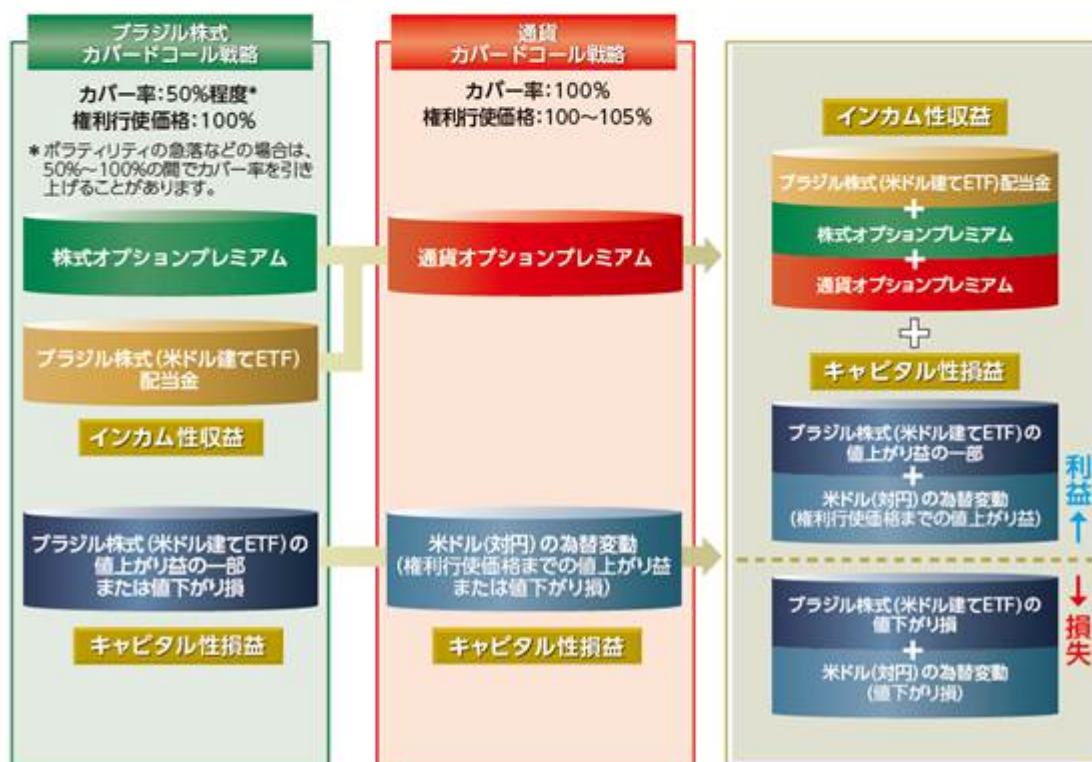 ブラジル株式
カバードコール戦略
カバー率:50%程度*
権利行使価格:100%
*ボラティリティの急落などの場合は、
50%~100%の間でカバー率を引き
上げることがあります。
株式オプションプレミアム
ブラジル株式(米ドル建てETF)
配当金
インカム性収益
ブラジル株式(米ドル建てETF)の
値上がり益の一部
または値下がり損
キャピタル性損益
通貨
カバードコール戦略
カバー率:100%
権利行使価格:100~105%
通貨オプションプレミアム
米ドル(対円)の為替変動
(権利行使価格までの値上がり益
または値下がり損)
キャピタル性損益
インカム性収益
ブラジル株式(米ドル建てETF)配当金
+
株式オプションプレミアム
+
通貨オプションプレミアム
+
キャピタル性損益
ブラジル株式(米ドル建てETF)の
値上がり益の一部
+
米ドル(対円)の為替変動
(権利行使価格までの値上がり益)
利益↑
↓損失
ブラジル株式(米ドル建てETF)の
値下がり損
+
米ドル(対円)の為替変動
(値下がり損)